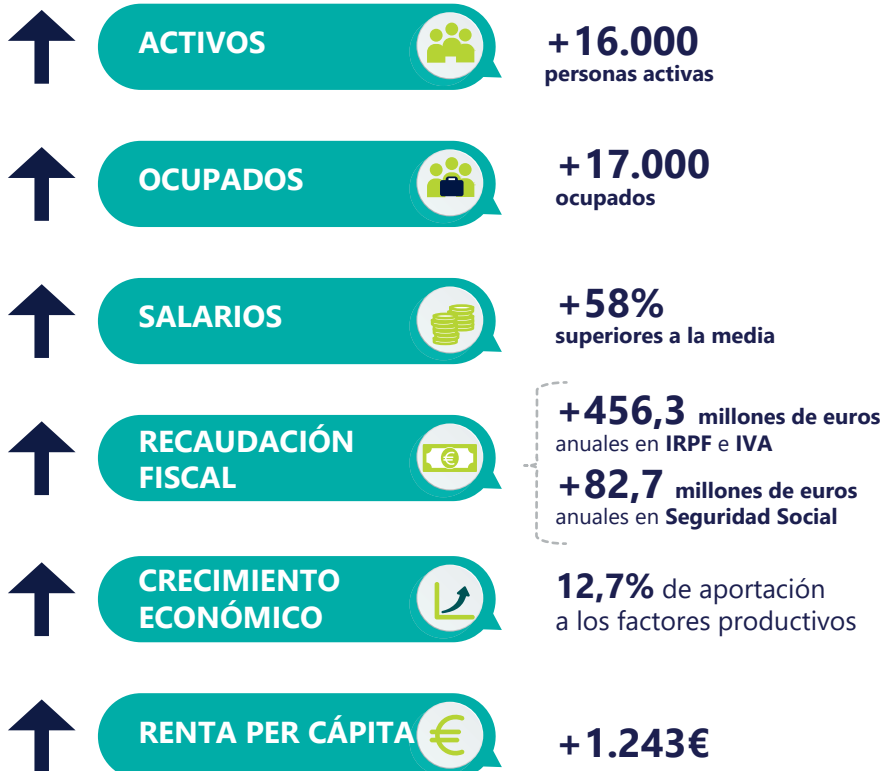 ACTIVOS
+16.000
personas activas
OCUPADOS
+17.000
ocupados
SALARIOS
+58%
superiores a la media
RECAUDACIÓN
FISCAL
+456,3 millones de euros
anuales en IRPF e IVA
+82,7 millones de euros
anuales en Seguridad Social
CRECIMIENTO
ECONÓMICO
12,7% de aportación
a los factores productivos
RENTA PER CÁPITA
€
+1.243€